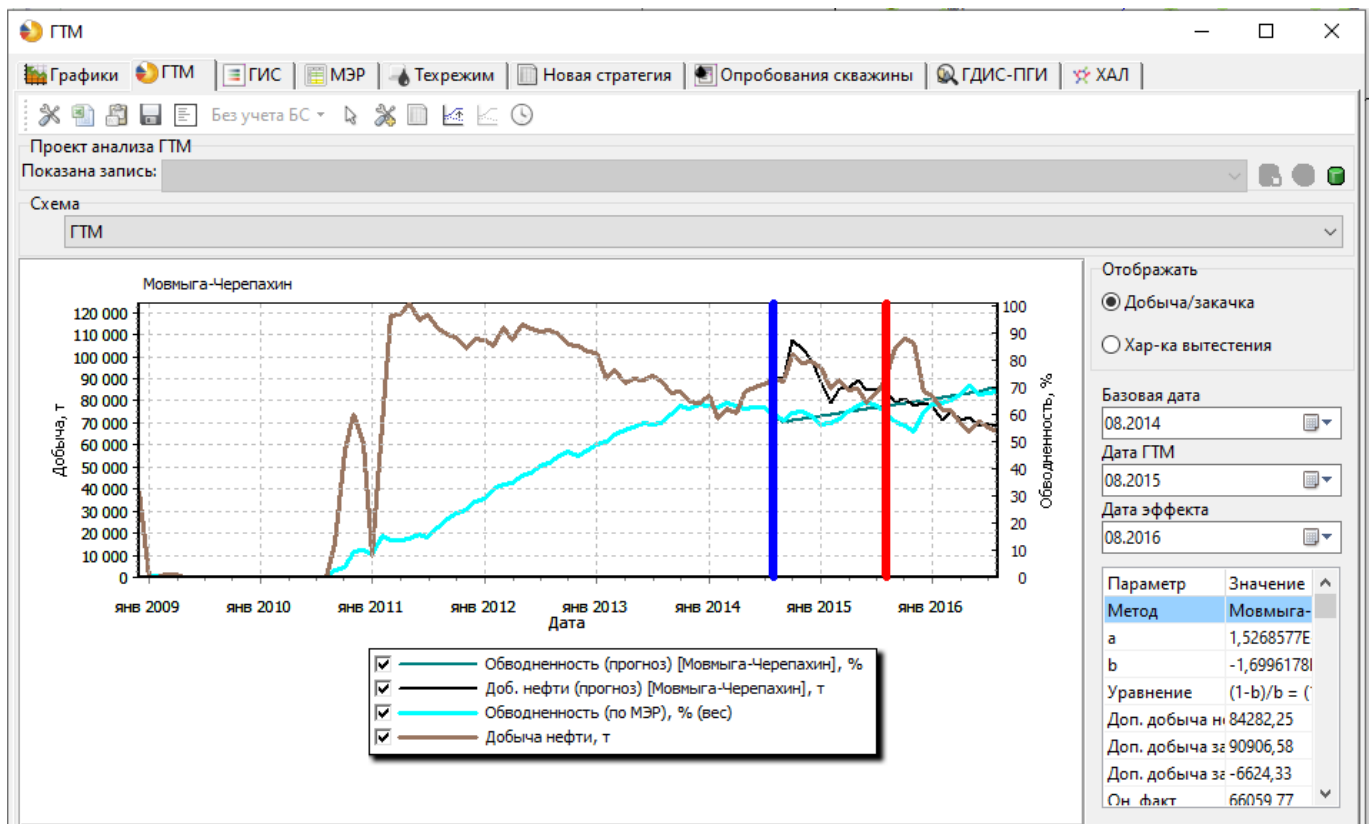 ГТМ
Графики ГТМ ГИС МЭР Техрежим Новая стратегия Опробования скважины ГДИС-ПГИ ХАЛ
Без учета БС
Проект анализа ГТМ
Показана запись:
Схема
ГТМ
Мовмыга-Черепахин
Добыча, т
120 000
110 000
100 000
90 000
80 000
70 000
60 000
50 000
40 000
30 000
20 000
10 000
0
100
90
80
70
60
50
40
30
20
10
0
Обводненность, %
янв 2009 янв 2010 янв 2011 янв 2012 янв 2013 янв 2014 янв 2015 янв 2016
Дата
Обводненность (прогноз) [Мовмыга-Черепахин], %
Доб. нефти (прогноз) [Мовмыга-Черепахин], т
Обводненность (по МЭР), % (вес)
Добыча нефти, т
Отображать
Добыча/закачка
Хар-ка вытестения
Базовая дата
08.2014
Дата ГТМ
08.2015
Дата эффекта
08.2016
Параметр Значение
Метод Мовмыга-
a 1,5268577E
b -1,6996178
Уравнение (1-b)/b = (
Доп. добыча н 84282,25
Доп. добыча за 90906,58
Доп. добыча за -6624,33
Он факт 66059,77